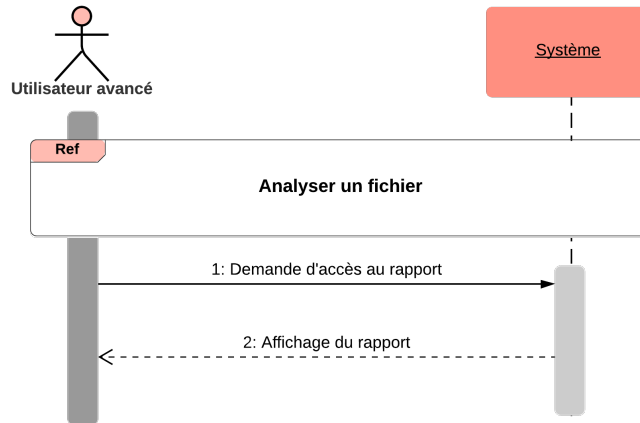 Utilisateur avancé
Système
Ref
Analyser un fichier
1: Demande d'accès au rapport
2: Affichage du rapport